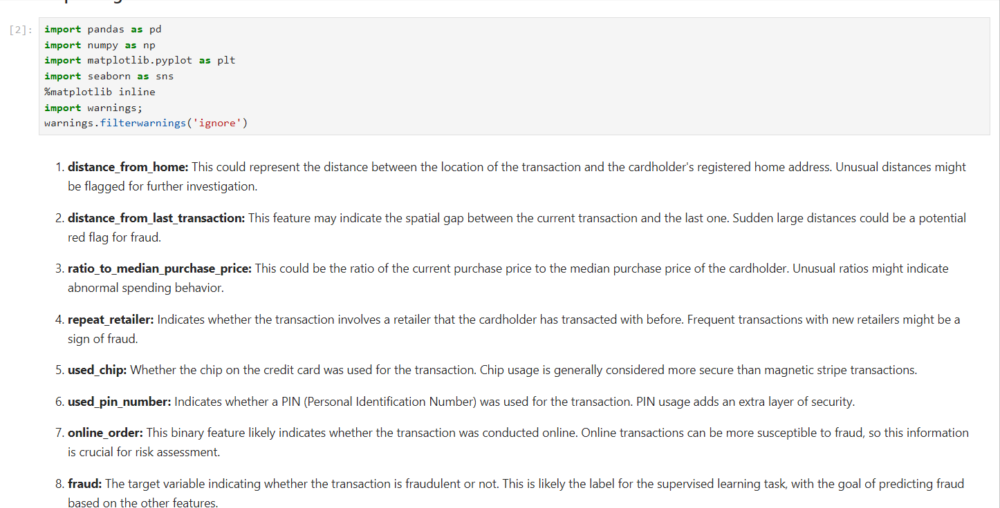 [2]: import pandas as pd
import numpy as np
import matplotlib.pyplot as plt
import seaborn as sns
%matplotlib inline
import warnings;
warnings.filterwarnings('ignore')
1. distance_from_home: This could represent the distance between the location of the transaction and the cardholder's registered home address. Unusual distances might
be flagged for further investigation.
2. distance_from_last_transaction: This feature may indicate the spatial gap between the current transaction and the last one. Sudden large distances could be a potential
red flag for fraud.
3. ratio_to_median_purchase_price: This could be the ratio of the current purchase price to the median purchase price of the cardholder. Unusual ratios might indicate
abnormal spending behavior.
4. repeat_retailer: Indicates whether the transaction involves a retailer that the cardholder has transacted with before. Frequent transactions with new retailers might be a
sign of fraud.
5. used_chip: Whether the chip on the credit card was used for the transaction. Chip usage is generally considered more secure than magnetic stripe transactions.
6. used_pin_number: Indicates whether a PIN (Personal Identification Number) was used for the transaction. PIN usage adds an extra layer of security.
7. online_order: This binary feature likely indicates whether the transaction was conducted online. Online transactions can be more susceptible to fraud, so this information
is crucial for risk assessment.
8. fraud: The target variable indicating whether the transaction is fraudulent or not. This is likely the label for the supervised learning task, with the goal of predicting fraud
based on the other features.